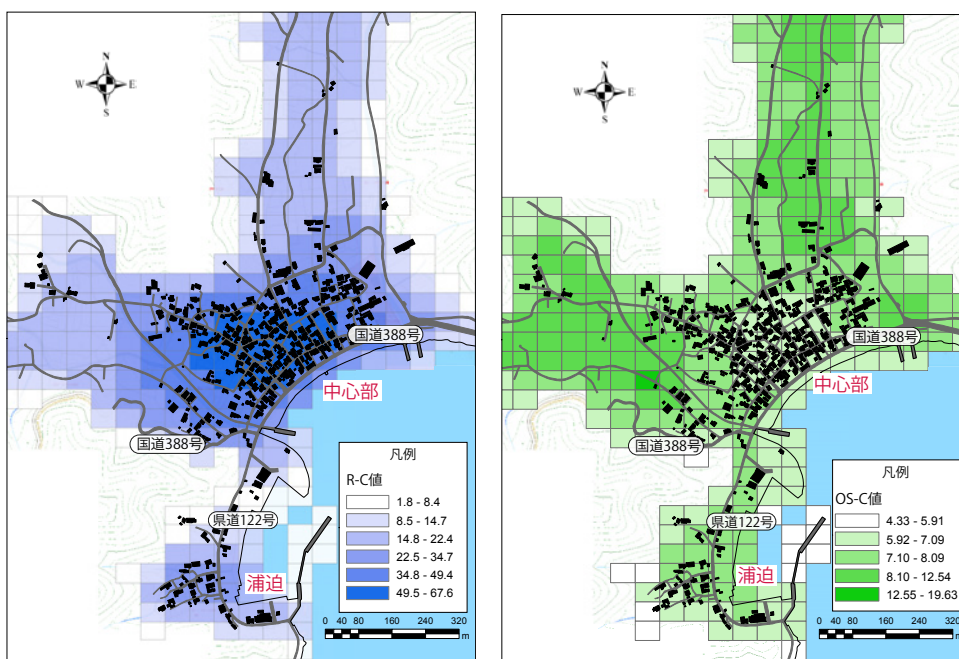 N
W E
S
国道388号
中心部
国道388号
県道122号
浦迫
凡例
R-C値
1.8 - 8.4
8.5 - 14.7
14.8 - 22.4
22.5 - 34.7
34.8 - 49.4
49.5 - 67.6
0 40 80 160 240 320
m
N
W E
S
国道388号
中心部
国道388号
県道122号
浦迫
凡例
OS-C値
4.33 - 5.91
5.92 - 7.09
7.10 - 8.09
8.10 - 12.54
12.55 - 19.63
0 40 80 160 240 320
m